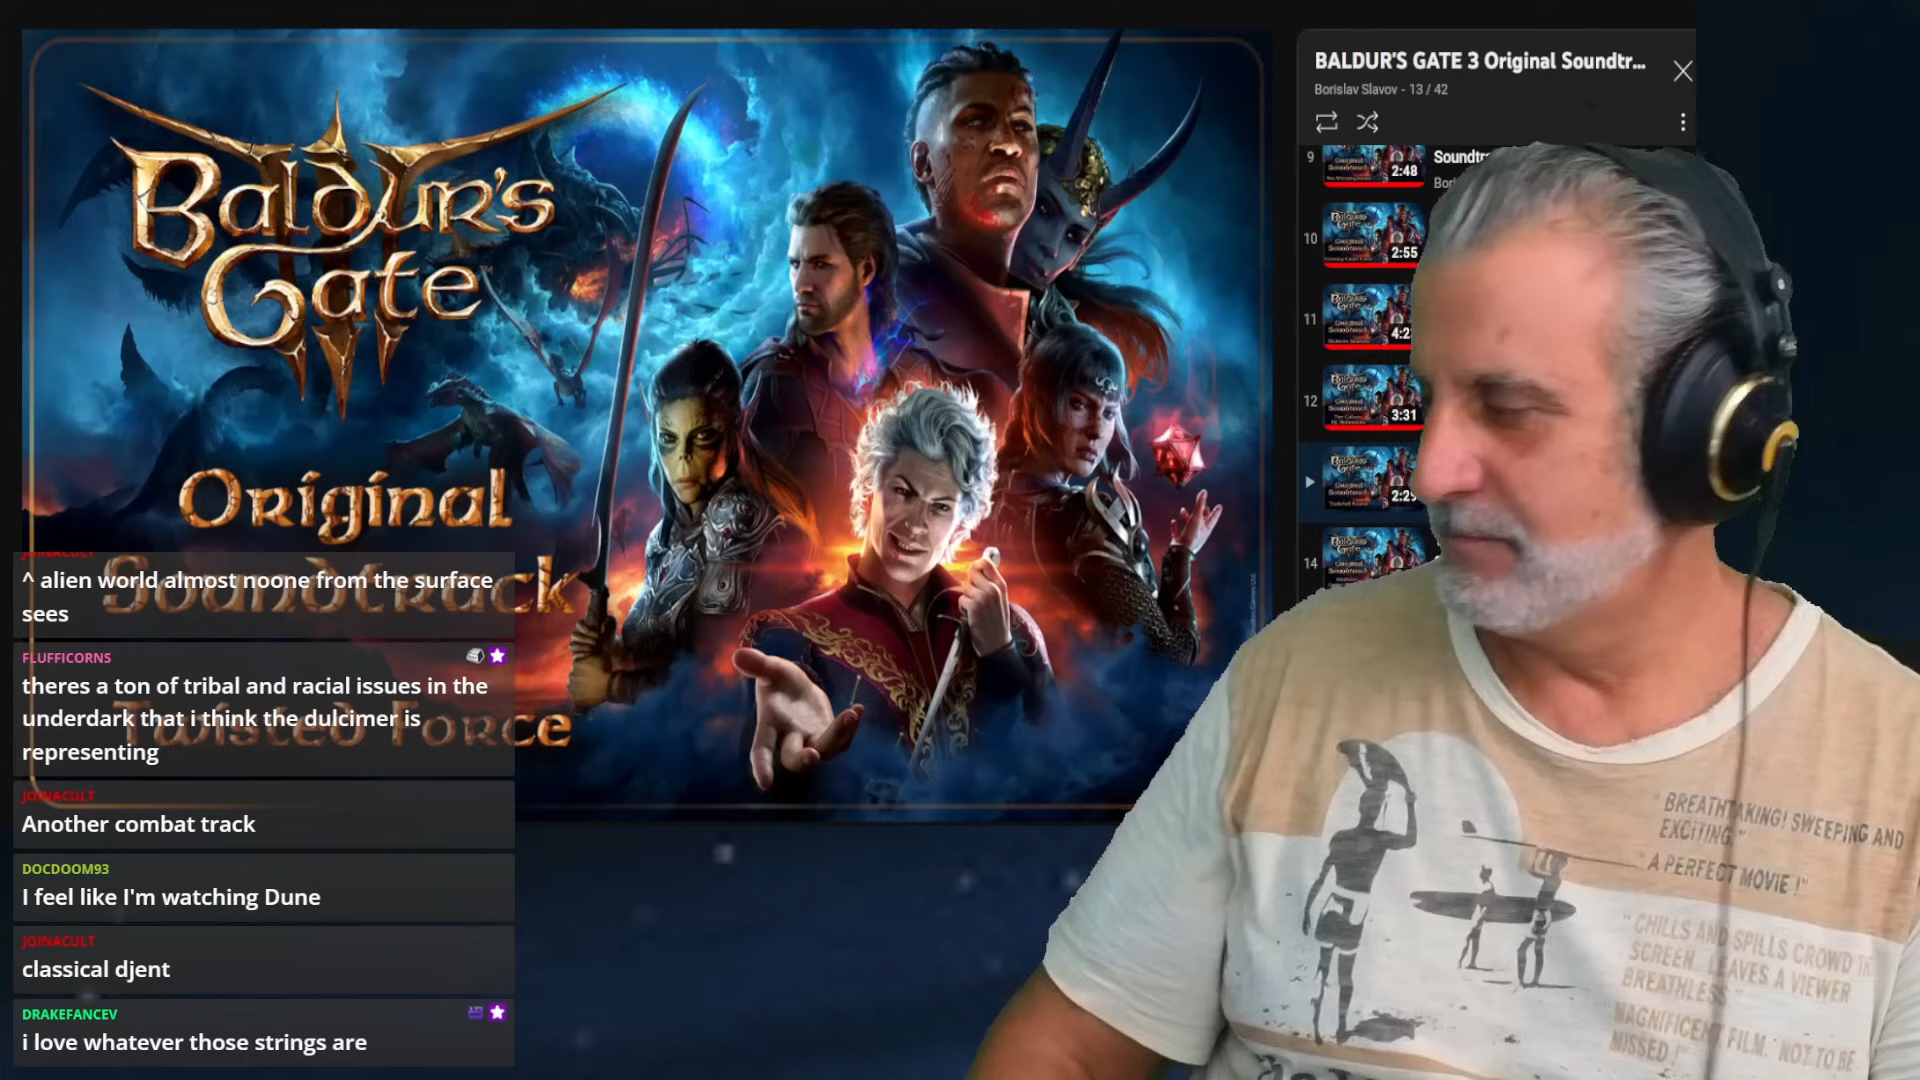 Baldur's
Gate
III
Original
Soundtrack
Twisted Force
BALDUR'S GATE 3 Original Soundtr...
Borislav Slavov - 13 / 42
9
2:48
10
2:55
11
12
3:31
2:29
14
JOINACULT
^ alien world almost noone from the surface
sees
FLUFFICORNS
theres a ton of tribal and racial issues in the
underdark that i think the dulcimer is
representing
JOINACULT
Another combat track
DOCDOOM93
I feel like I'm watching Dune
JOINACULT
classical djent
DRAKEFANCEV
i love whatever those strings are
" BREATHTAKING! SWEEPING AND
EXCITING."
"A PERFECT MOVIE !"
" CHILLS AND SPILLS CROWD
SCREEN. LEAVES A VIEWER
BREATHLESS"
MAGNIFICENT FILM. NOT TO BE
MISSED !"